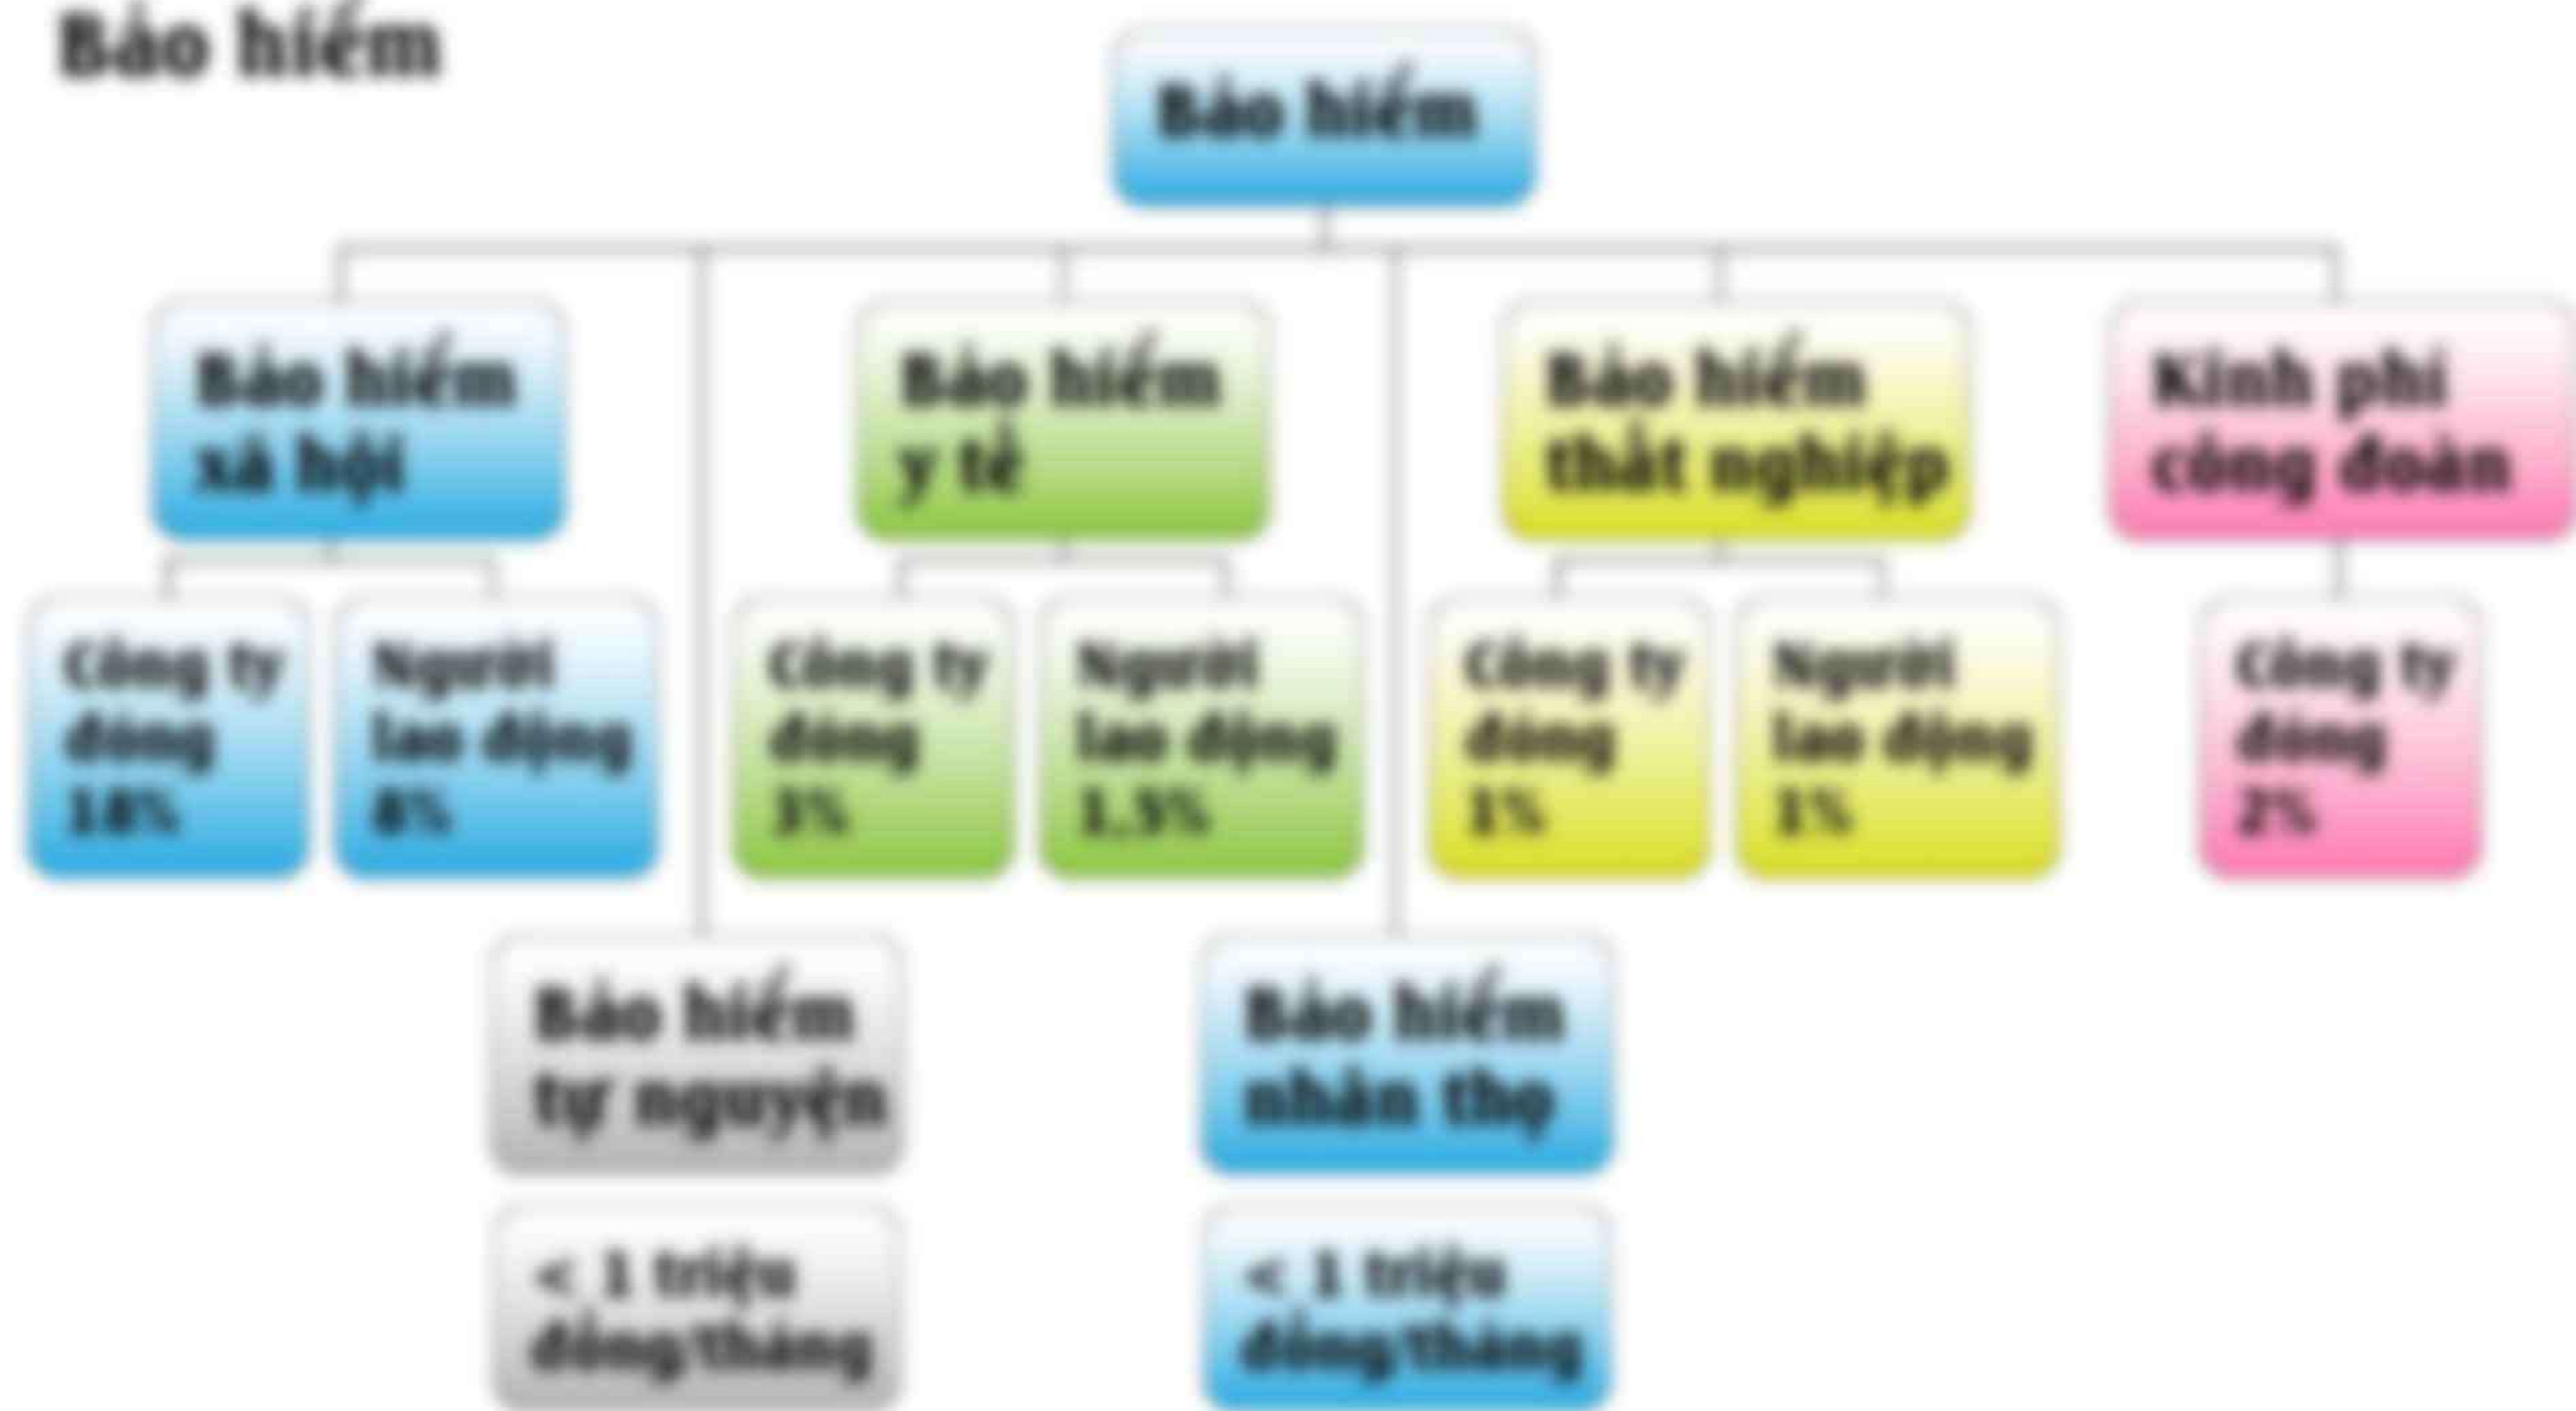 Bảo hiểm
Bảo hiểm
Bảo hiểm
xã hội
Bảo hiểm
y tế
Bảo hiểm
thất nghiệp
Kinh phí
công đoàn
Công ty
đóng
18%
Người
lao động
8%
Công ty
đóng
3%
Người
lao động
1,5%
Công ty
đóng
1%
Người
lao động
1%
Công ty
đóng
2%
Bảo hiểm
tự nguyện
Bảo hiểm
nhân thọ
< 1 triệu
đồng/tháng
< 1 triệu
đồng/tháng